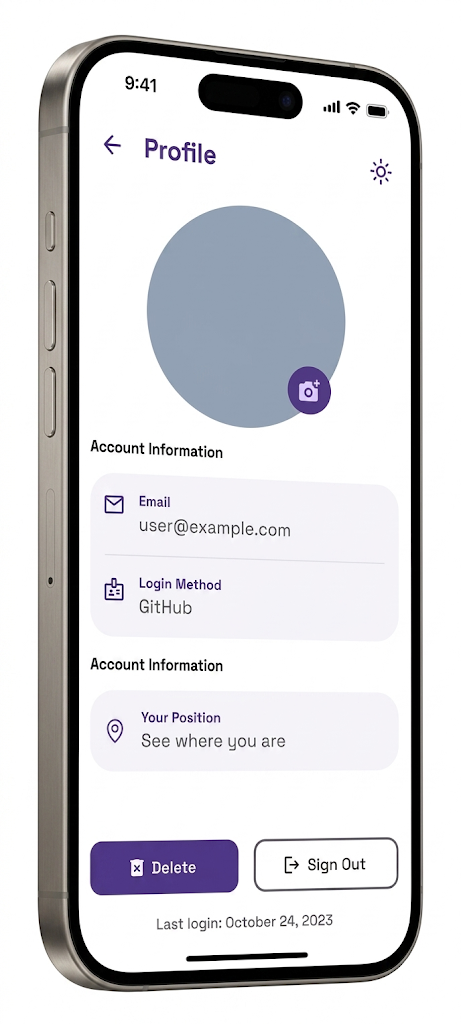 9:41
Profile
Account Information
Email
user@example.com
Login Method
GitHub
Account Information
Your Position
See where you are
Delete
Sign Out
Last login: October 24, 2023